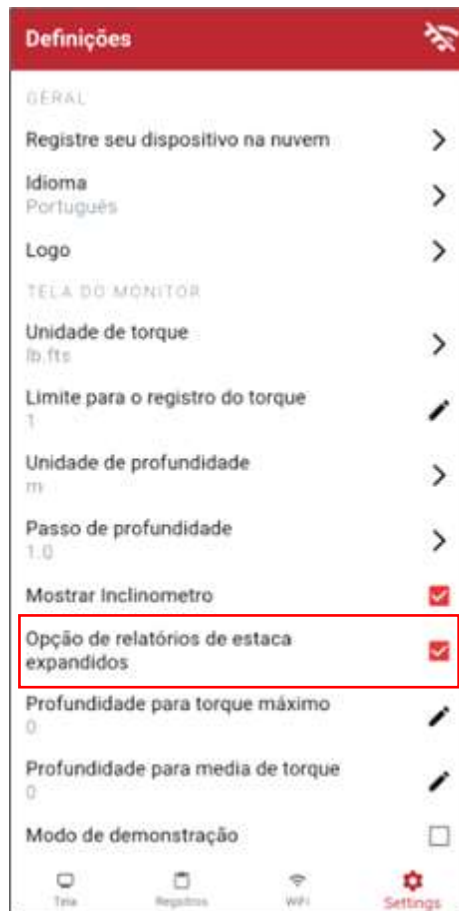 Definições
GERAL
Registre seu dispositivo na nuvem
Idioma
Português
Logo
TELA DO MONITOR
Unidade de torque
lb.fts
Limite para o registro do torque
1
Unidade de profundidade
m
Passo de profundidade
1.0
Mostrar Inclinometro
Opção de relatórios de estaca
expandidos
Profundidade para torque máximo
0
Profundidade para media de torque
0
Modo de demonstração
Tela Registros WiFi Settings